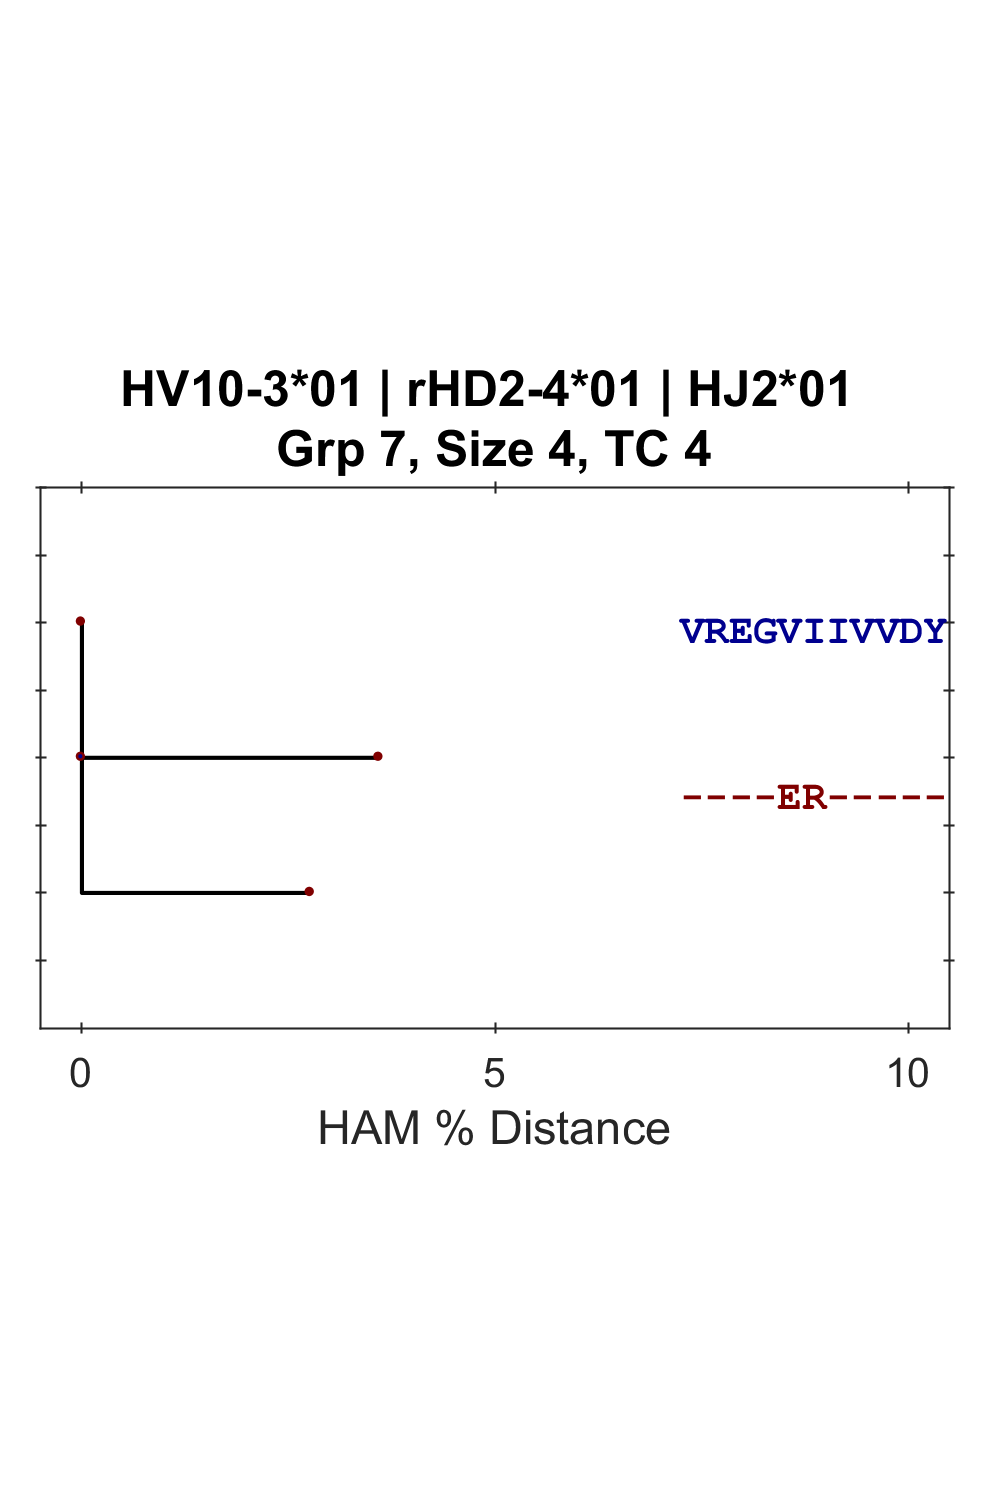 HV10-3*01 | rHD2-4*01 | HJ2*01
Grp 7, Size 4, TC 4
VREGVIIVVDY
----ER-----
0 5 10
HAM % Distance